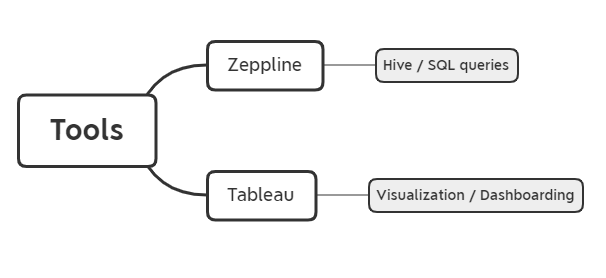 Tools
Zeppline
Hive / SQL queries
Tableau
Visualization / Dashboarding